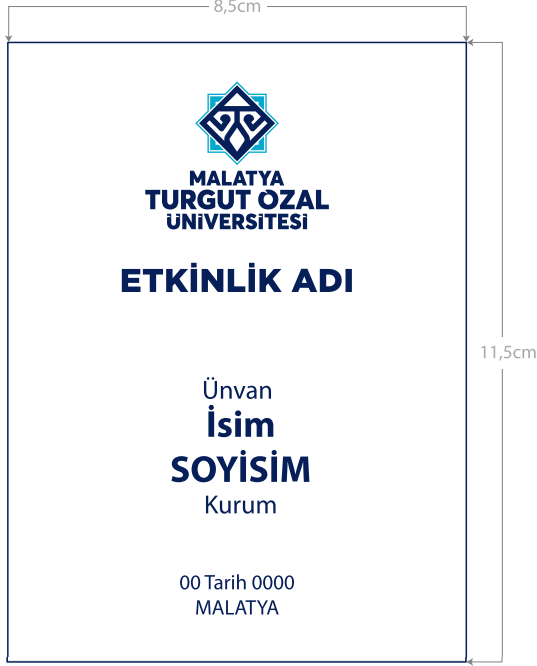 8,5cm
MALATYA
TURGUT ÖZAL
ÜNİVERSİTESİ
ETKİNLİK ADI
11,5cm
Ünvan
İsim
SOYİSİM
Kurum
00 Tarih 0000
MALATYA